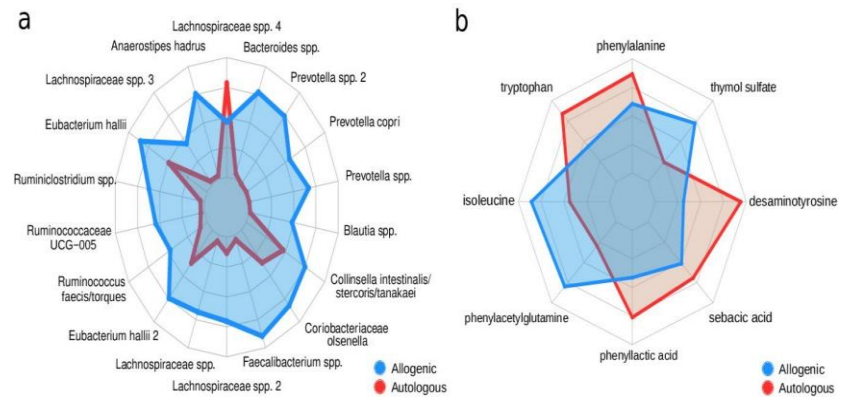 a
Lachnospiraceae spp. 4
Anaerostipes hadrus
Bacteroides spp.
Lachnospiraceae spp. 3
Prevotella spp. 2
Eubacterium hallii
Prevotella copri
Ruminiclostridium spp.
Prevotella spp.
Ruminococcaceae
UCG-005
Blautia spp.
Ruminococcus
faecis/torques
Collinsella intestinalis/
stercoris/tanakaei
Eubacterium hallii 2
Coriobacteriaceae
olsenella
Lachnospiraceae spp.
Faecalibacterium spp.
Lachnospiraceae spp. 2
Allogenic
Autologous
b
phenylalanine
tryptophan
thymol sulfate
isoleucine
desaminotyrosine
phenylacetylglutamine
sebacic acid
phenyllactic acid
Allogenic
Autologous